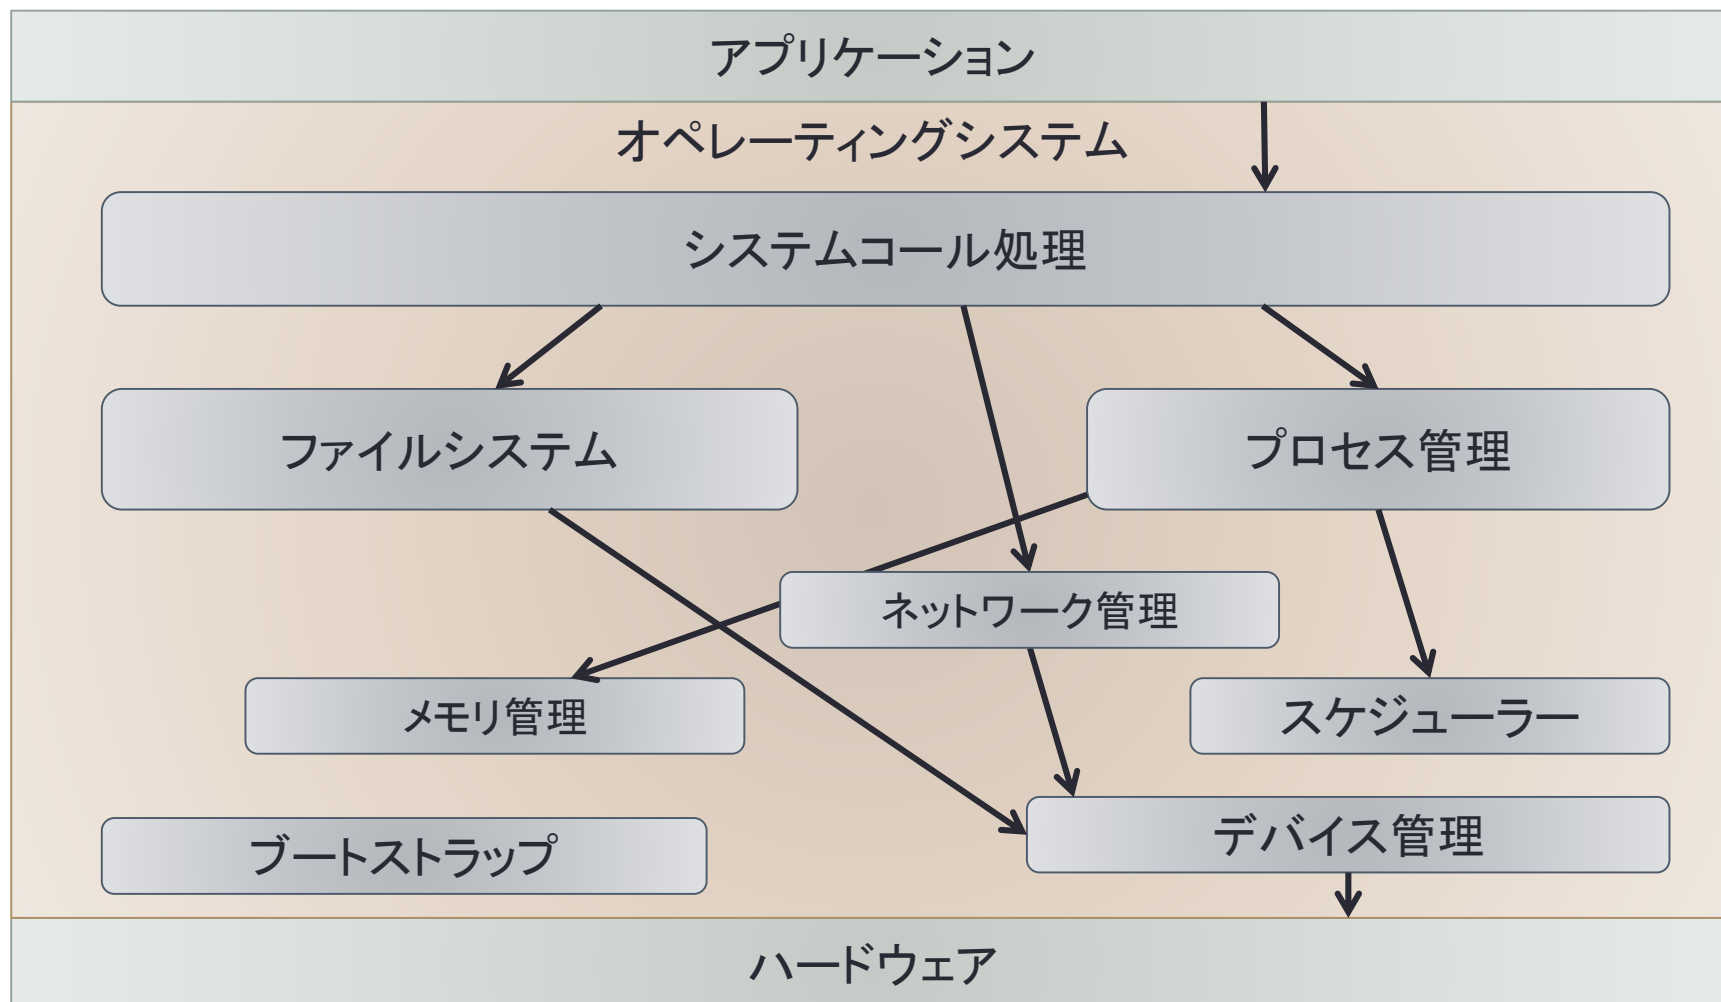 アプリケーション
オペレーティングシステム
システムコール処理
ファイルシステム
プロセス管理
ネットワーク管理
メモリ管理
スケジューラー
ブートストラップ
デバイス管理
ハードウェア